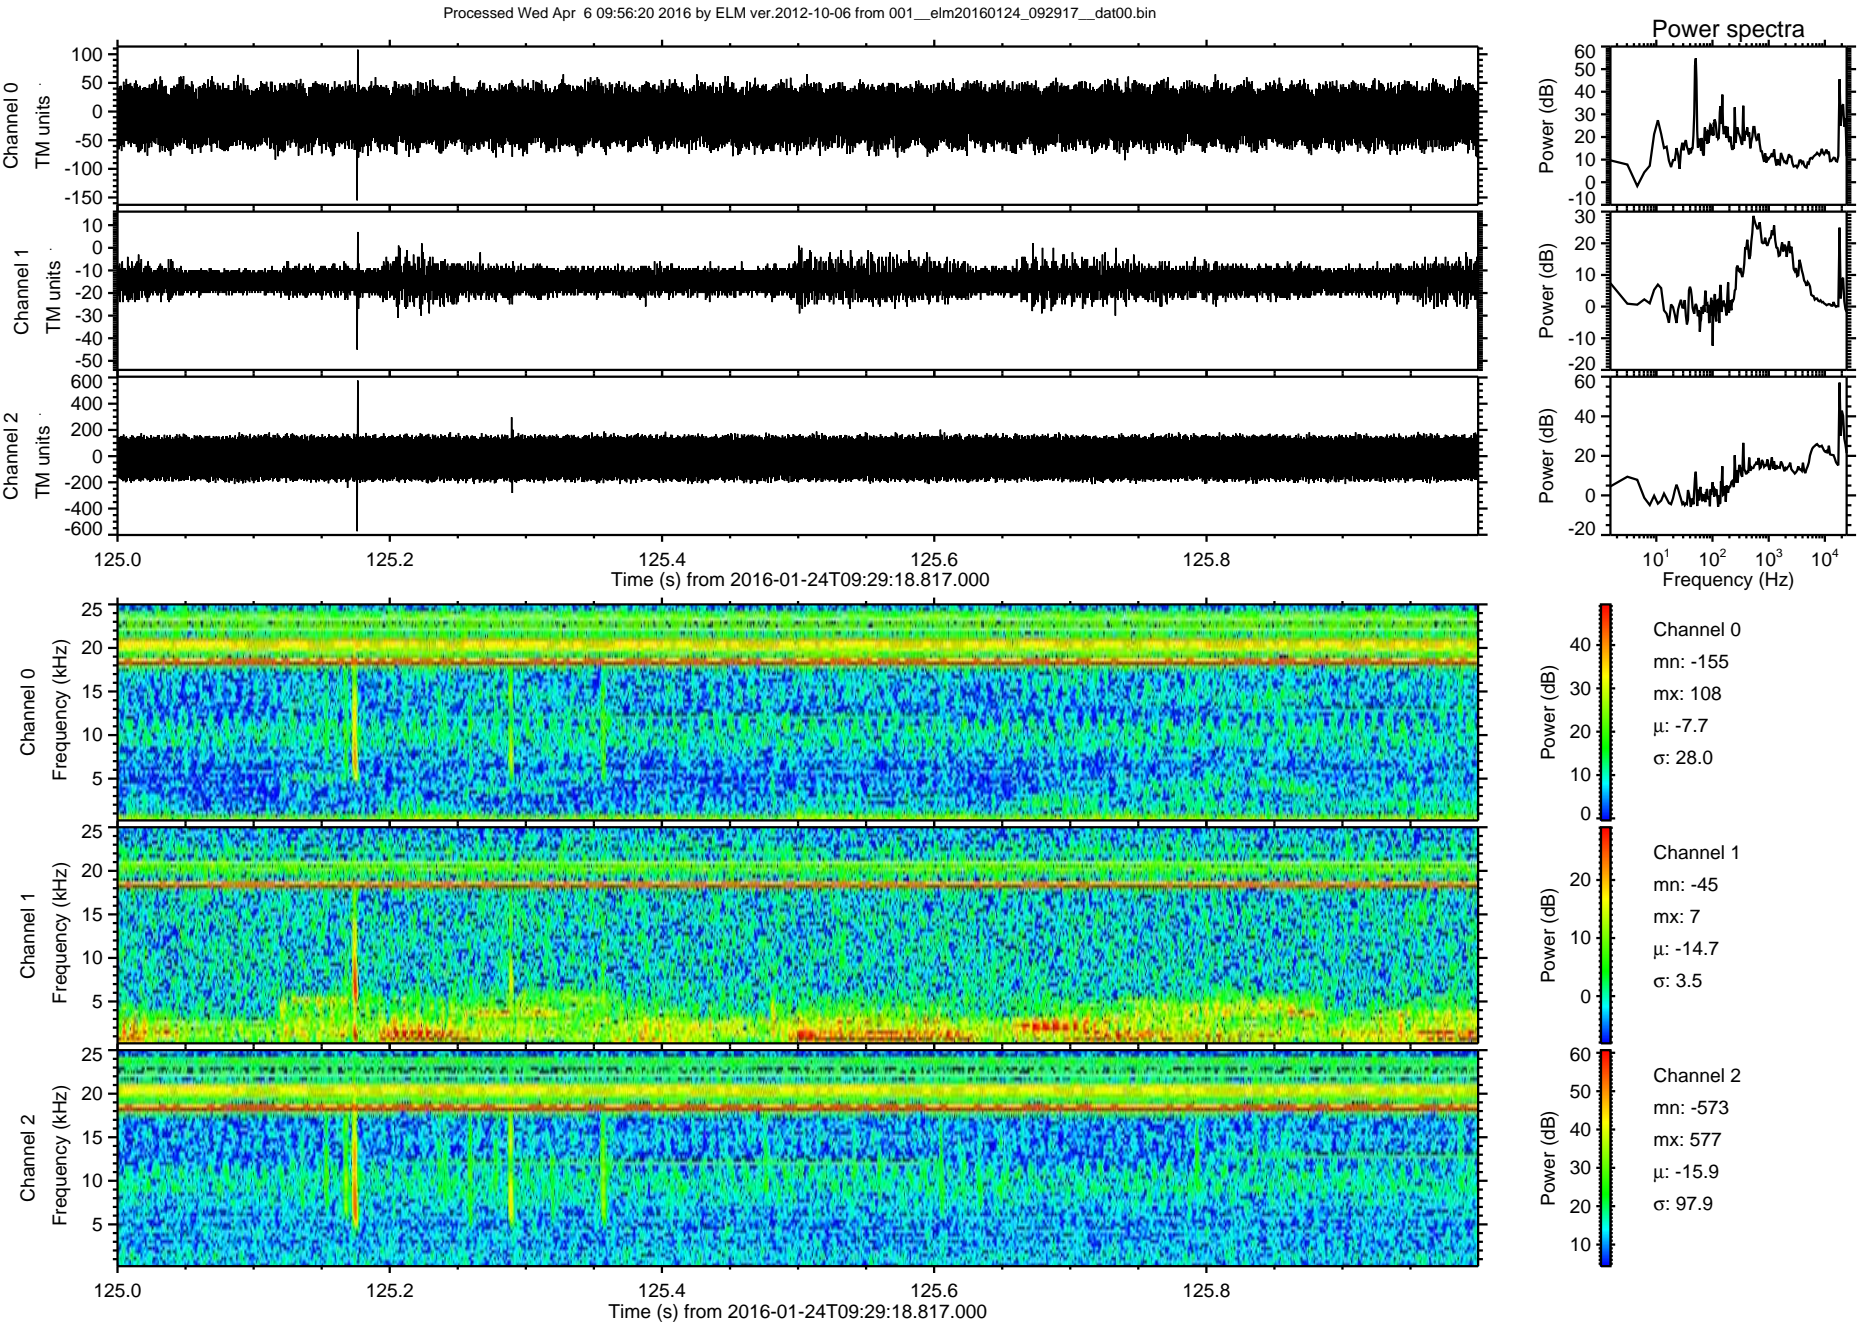 Processed Wed Apr 6 09:56:20 2016 by ELM ver.2012-10-06 from 001__elm20160124_092917__dat00.bin
Power spectra
Channel 0
TM units
100
50
0
-50
-100
-150
Power (dB)
60
50
40
30
20
10
0
-10
Channel 1
TM units
10
0
-10
-20
-30
-40
-50
Power (dB)
30
20
10
0
-10
-20
Channel 2
TM units
600
400
200
0
-200
-400
-600
Power (dB)
60
40
20
0
-20
125.0 125.2 125.4 125.6 125.8
Time (s) from 2016-01-24T09:29:18.817.000
10¹ 10² 10³ 10⁴
Frequency (Hz)
Channel 0
Frequency (kHz)
25
20
15
10
5
Power (dB)
40
30
20
10
0
Channel 0
mn: -155
mx: 108
μ: -7.7
σ: 28.0
Channel 1
Frequency (kHz)
25
20
15
10
5
Power (dB)
20
10
0
Channel 1
mn: -45
mx: 7
μ: -14.7
σ: 3.5
Channel 2
Frequency (kHz)
25
20
15
10
5
Power (dB)
60
50
40
30
20
10
Channel 2
mn: -573
mx: 577
μ: -15.9
σ: 97.9
125.0 125.2 125.4 125.6 125.8
Time (s) from 2016-01-24T09:29:18.817.000